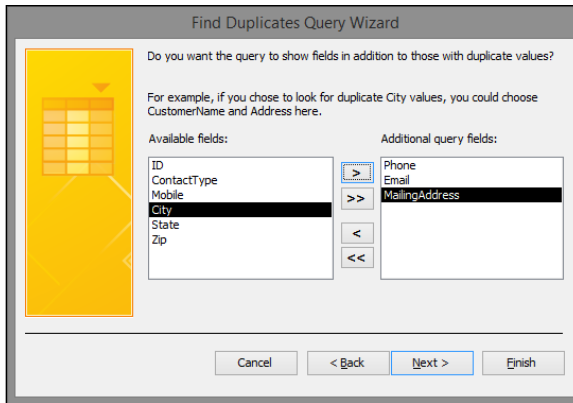 Find Duplicates Query Wizard
Do you want the query to show fields in addition to those with duplicate values?
For example, if you chose to look for duplicate City values, you could choose
CustomerName and Address here.
Available fields:
Additional query fields:
ID
ContactType
Mobile
City
State
Zip
>
>>
<
<<
Phone
Email
MailingAddress
Cancel
< Back
Next >
Finish